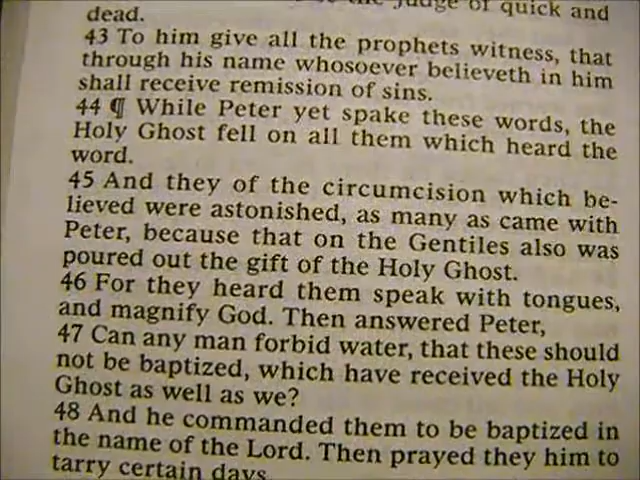 the judge of quick and
dead.
43 To him give all the prophets witness, that
through his name whosoever believeth in him
shall receive remission of sins.
44 ¶ While Peter yet spake these words, the
Holy Ghost fell on all them which heard the
word.
45 And they of the circumcision which be-
lieved were astonished, as many as came with
Peter, because that on the Gentiles also was
poured out the gift of the Holy Ghost.
46 For they heard them speak with tongues,
and magnify God. Then answered Peter,
47 Can any man forbid water, that these should
not be baptized, which have received the Holy
Ghost as well as we?
48 And he commanded them to be baptized in
the name of the Lord. Then prayed they him to
tarry certain days.